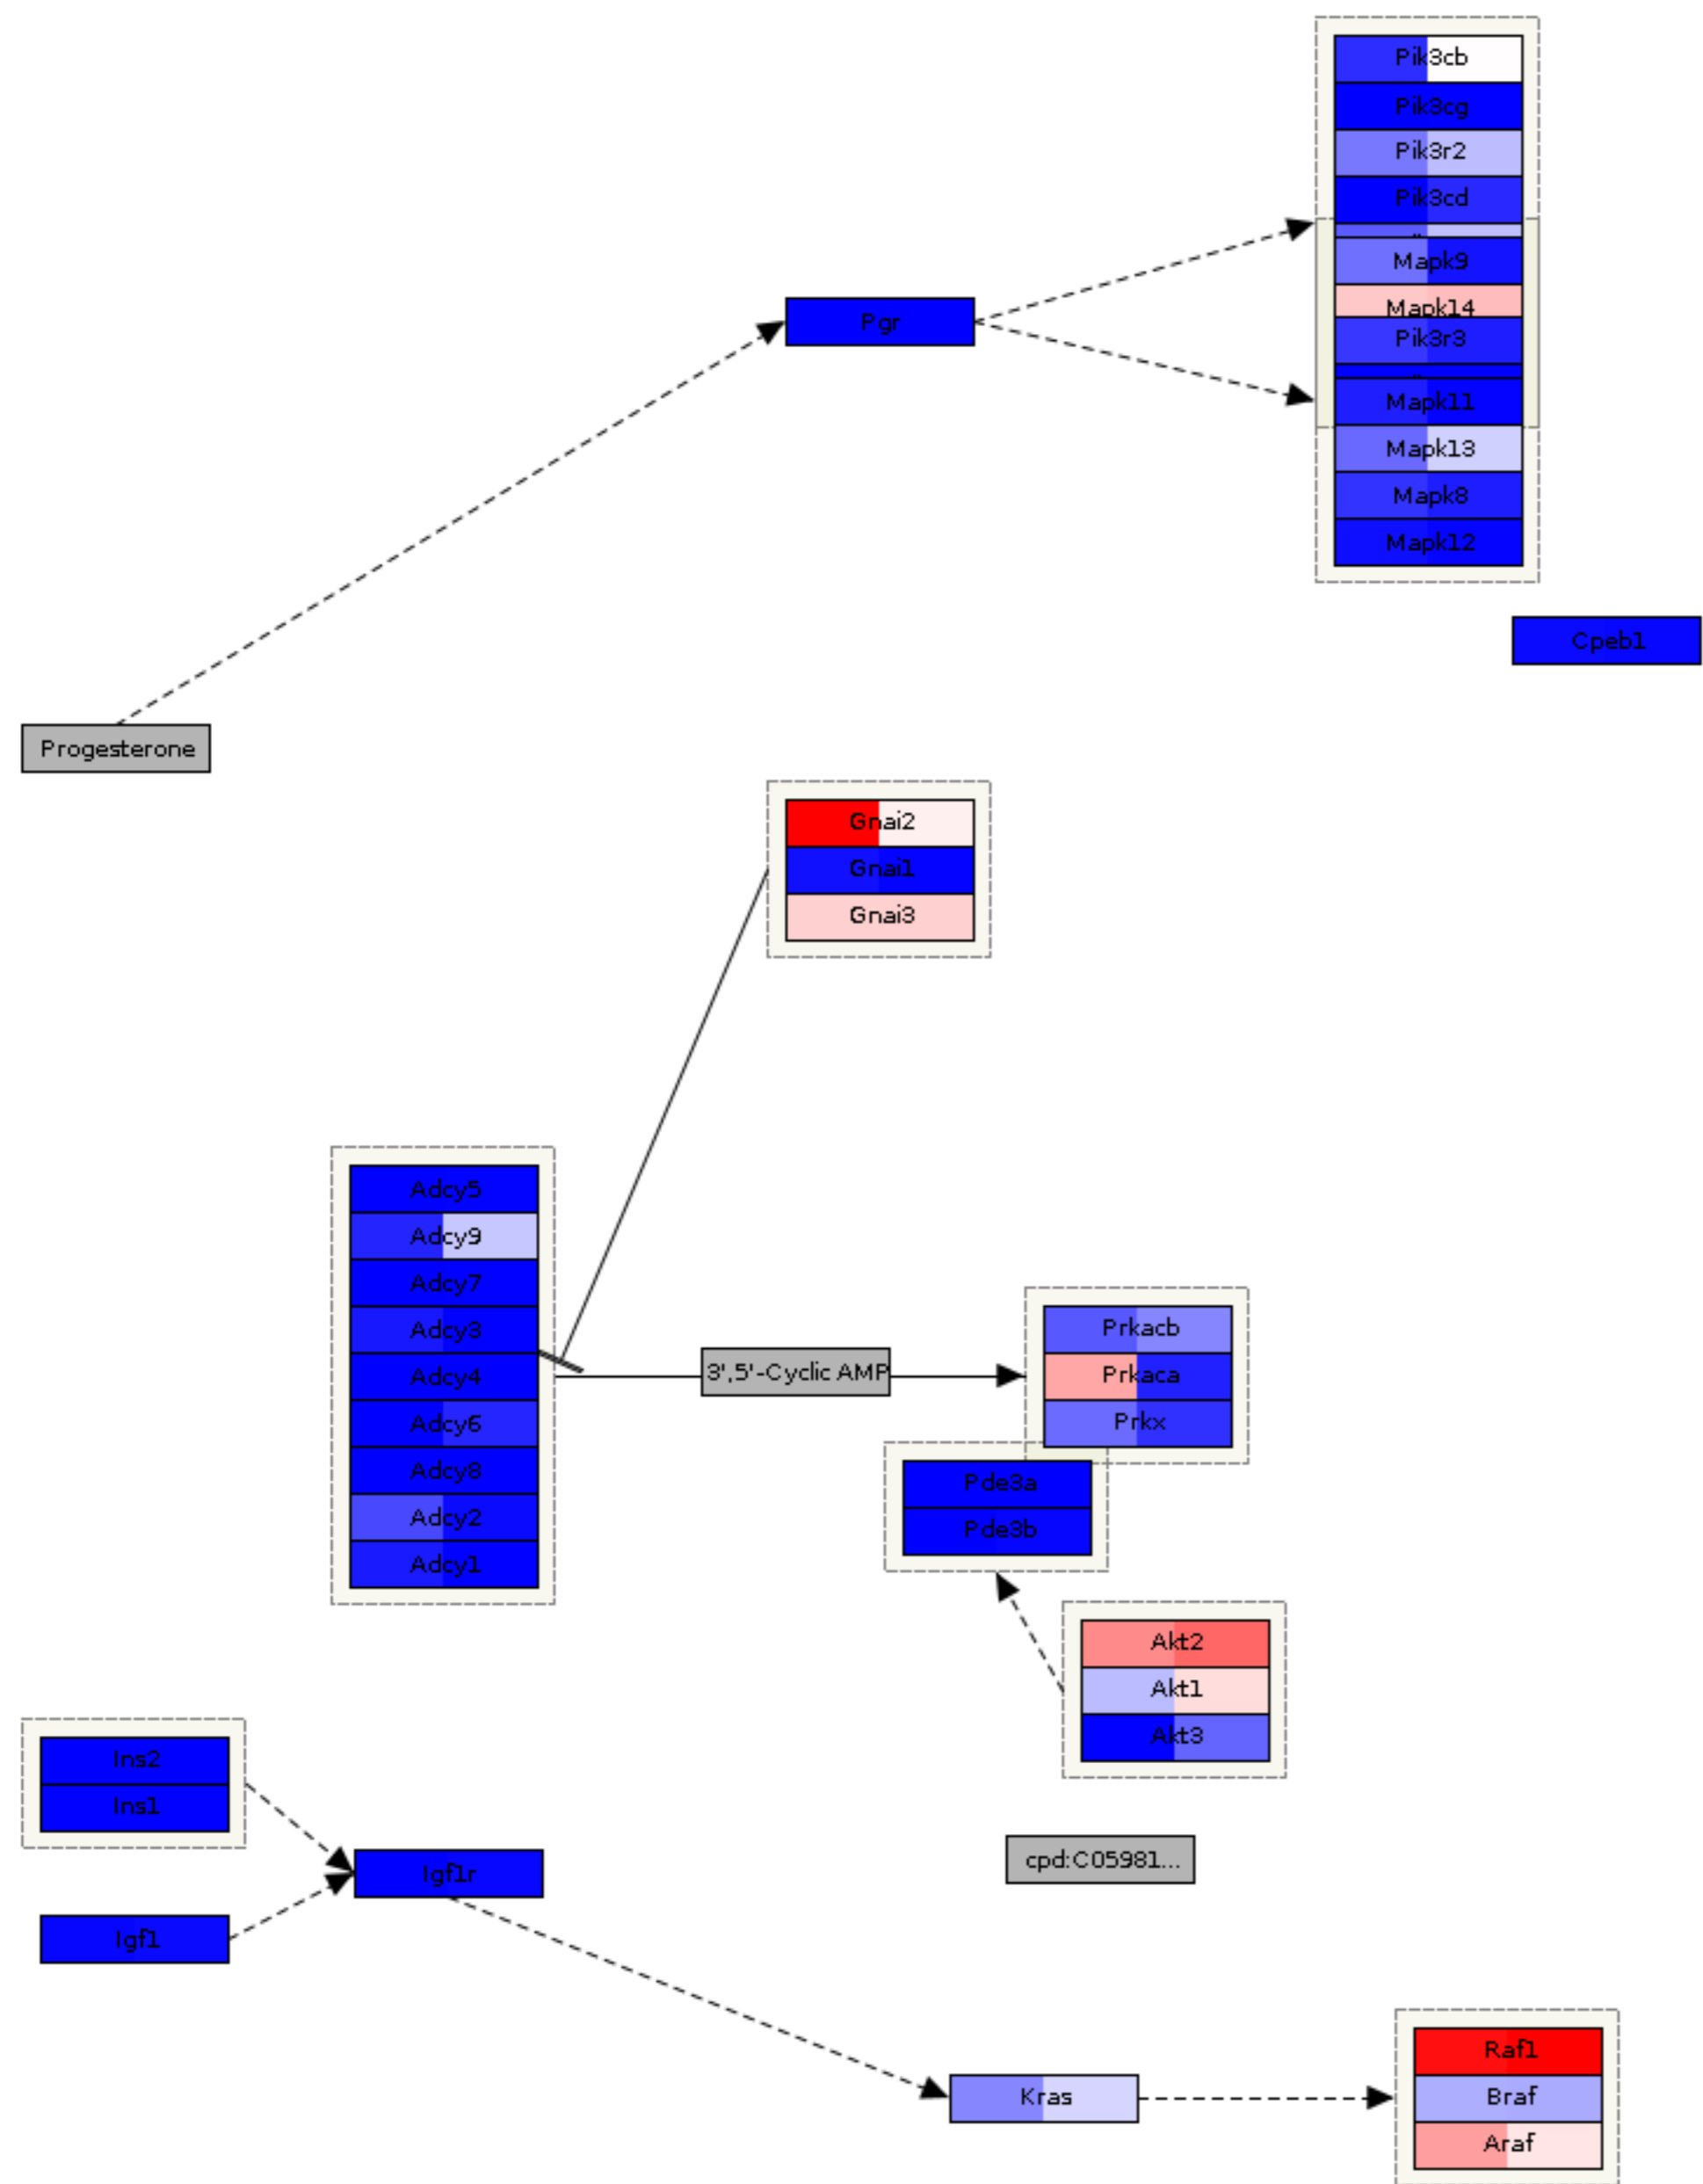 Pik3cb
Pik3cg
Pik3r2
Pik3cd
Mapk9
Mapk14
Pik3r3
Mapk11
Mapk13
Mapk8
Mapk12
Pgr
Cpeb1
Progesterone
Gnai2
Gnai1
Gnai3
Adcy5
Adcy9
Adcy7
Adcy3
Adcy4
Adcy6
Adcy8
Adcy2
Adcy1
3',5'-Cyclic AMP
Prkacb
Prkaca
Prkx
Pde3a
Pde3b
Akt2
Akt1
Akt3
Ins2
Ins1
Igf1r
Igf1
cpd:C05981...
Kras
Raf1
Braf
Araf